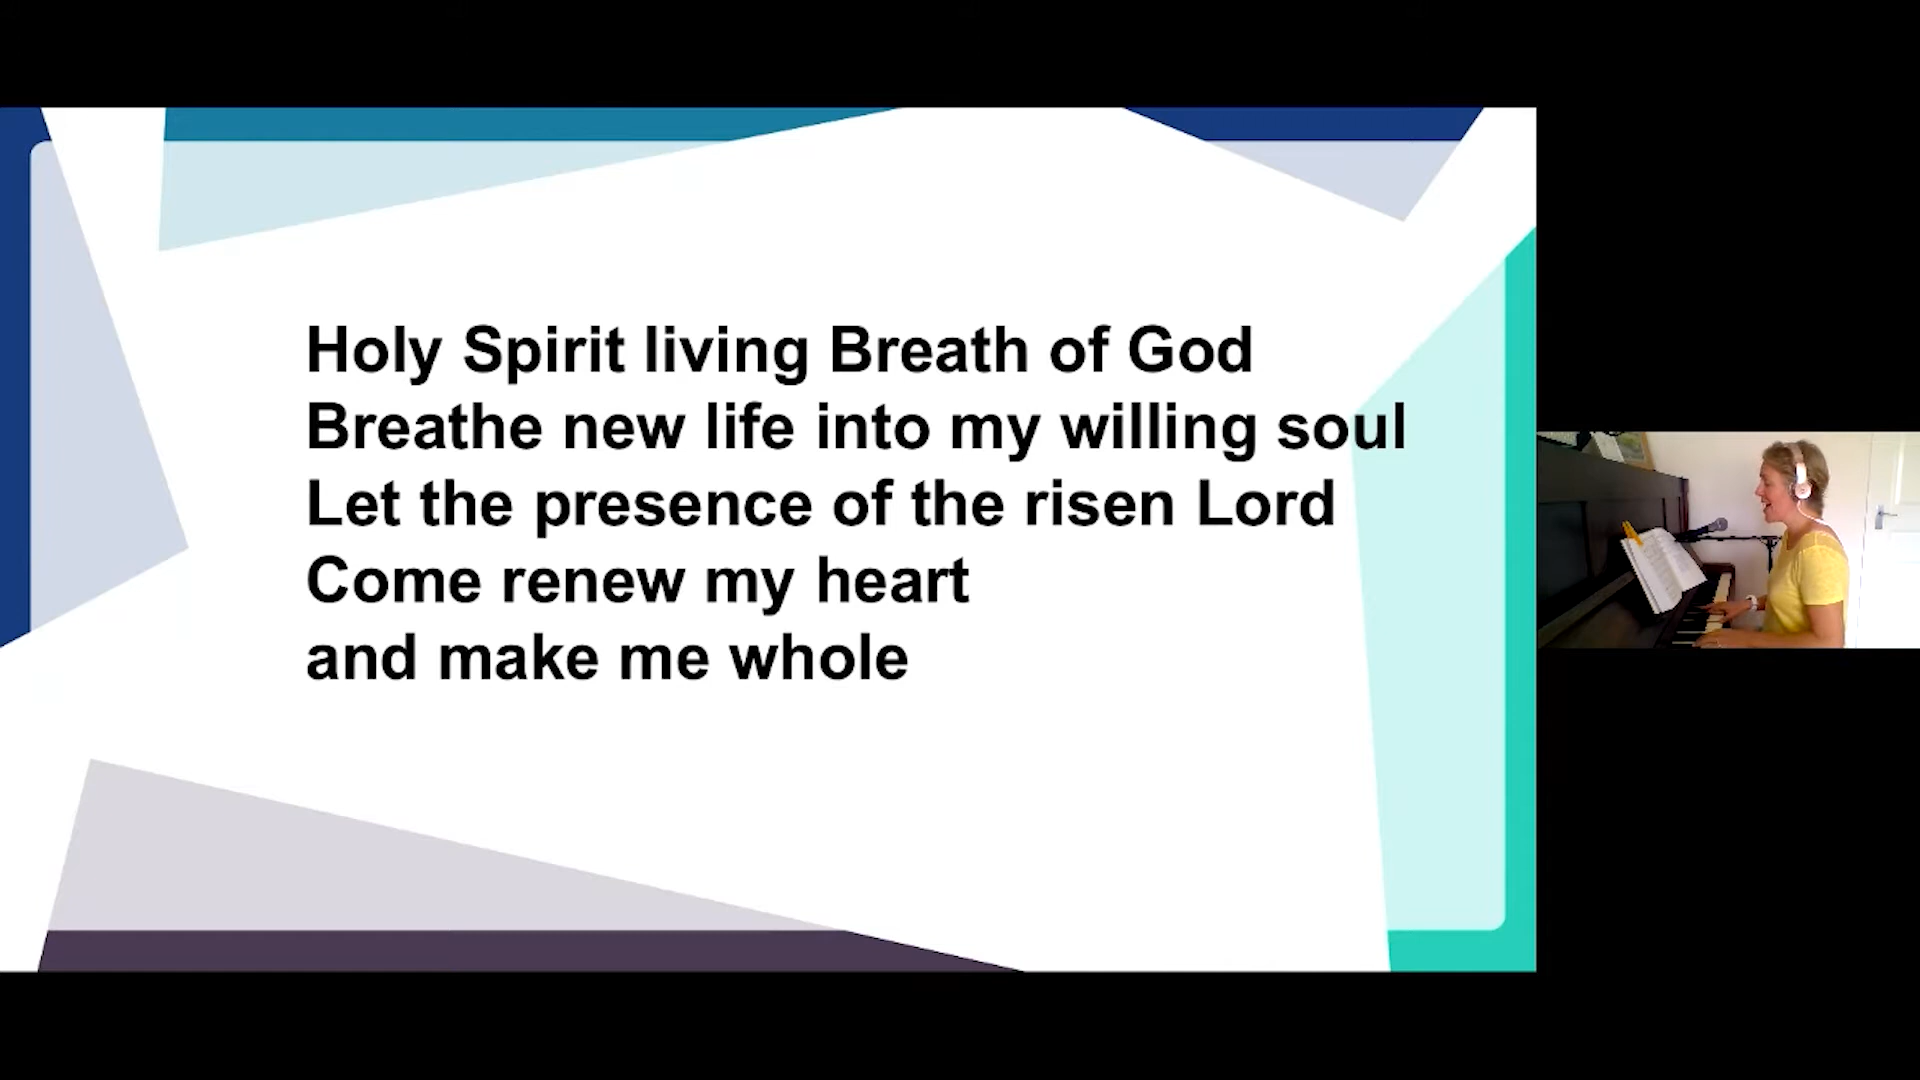 Holy Spirit living Breath of God
Breathe new life into my willing soul
Let the presence of the risen Lord
Come renew my heart
and make me whole